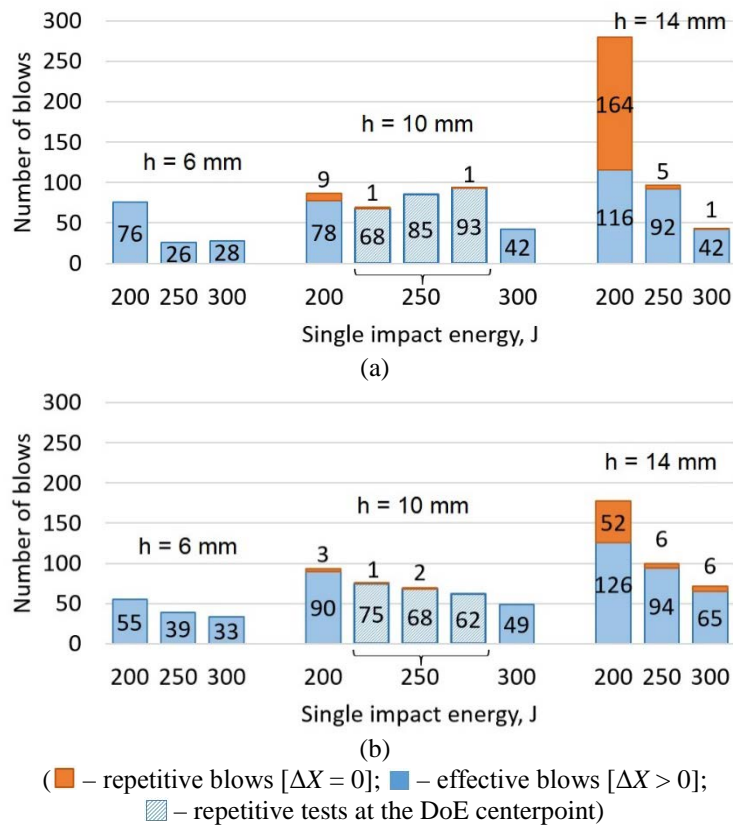 300
h = 14 mm
250
200
h = 10 mm
164
150
h = 6 mm
100
9 1 1 5
50
76 26 28 78 68 85 93 42 116 92 42
1
0
Number of blows
200 250 300 200 250 300 200 250 300
Single impact energy, J
(a)
300
250
h = 14 mm
200
h = 10 mm
150
h = 6 mm
52
100
3 1 2 6 6
50
55 39 33 90 75 68 62 49 126 94 65
0
Number of blows
200 250 300 200 250 300 200 250 300
Single impact energy, J
(b)
( – repetitive blows [ΔX = 0]; – effective blows [ΔX > 0];
– repetitive tests at the DoE centerpoint)